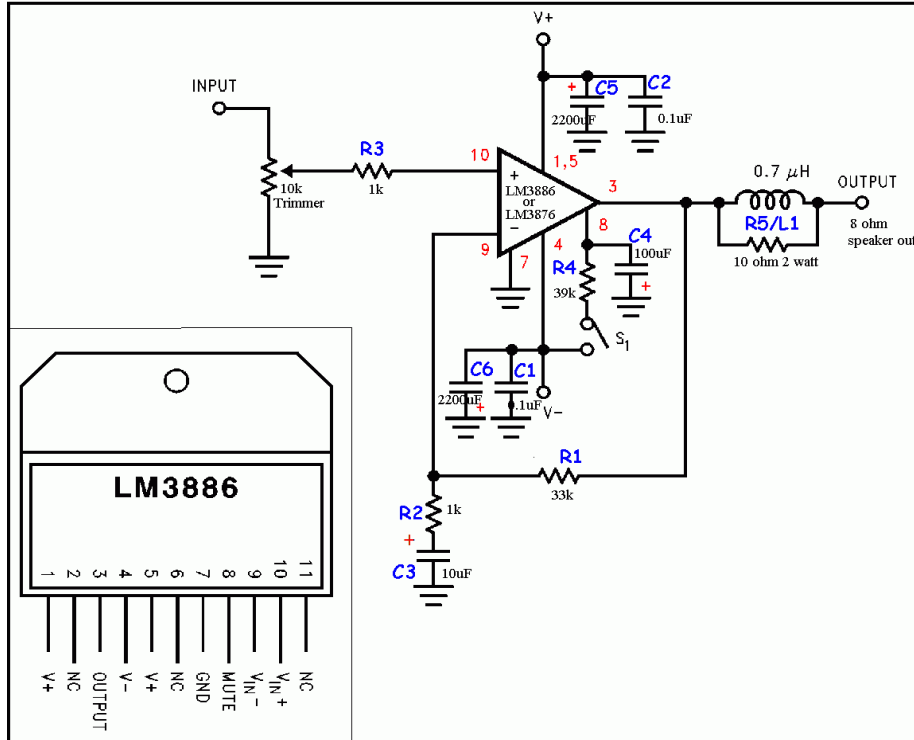 V+
INPUT
+
C5
C2
2200uF
0.1uF
R3
10
1,5
10k
Trimmer
1k
+
LM3886
or
LM3876
−
3
0.7 µH
OUTPUT
9
7
4
8
R5/L1
8 ohm
speaker out
10 ohm 2 watt
C4
100uF
+
R4
39k
S1
C6
C1
2200uF
+
0.1uF
V-
R1
33k
R2
1k
+
C3
10uF
LM3886
1 2 3 4 5 6 7 8 9 10 11
V+
NC
OUTPUT
V-
V+
NC
GND
MUTE
VIN-
VIN+
NC